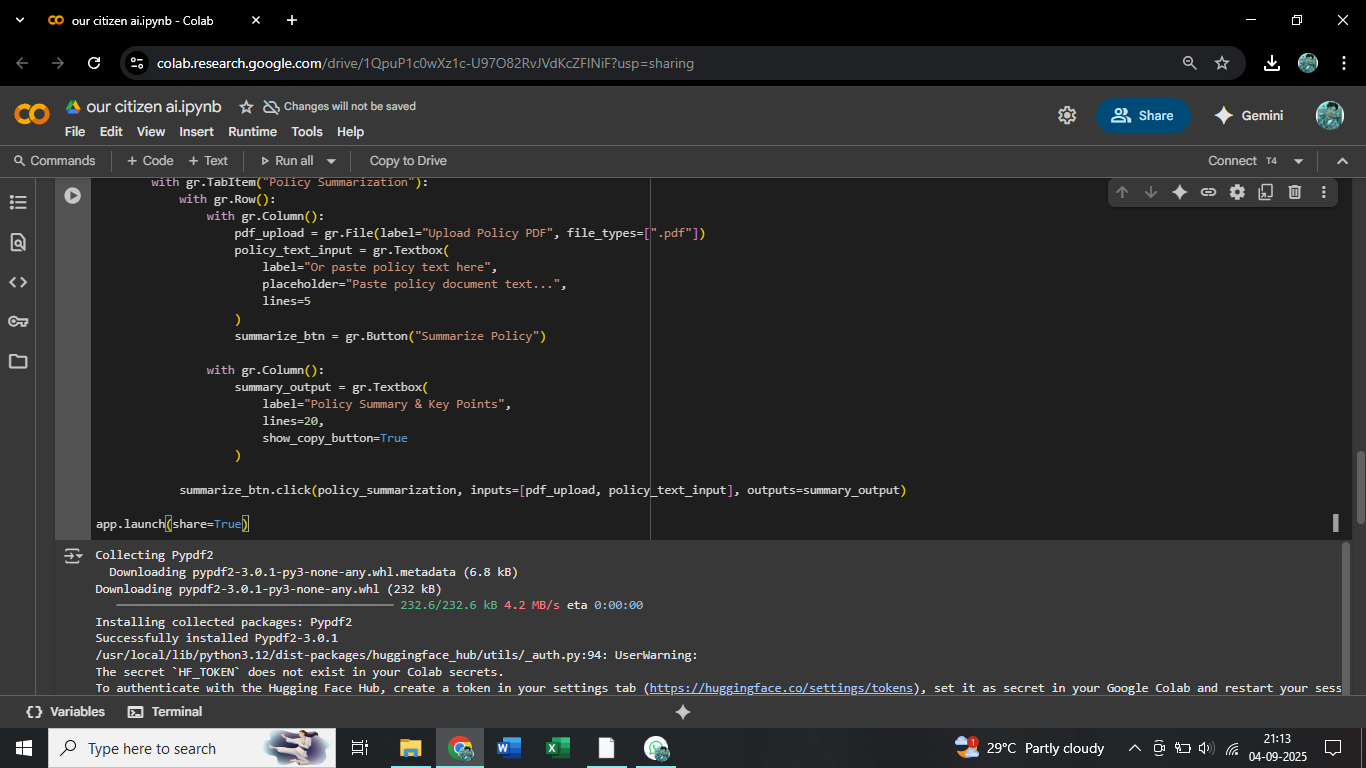 our citizen ai.ipynb - Colab
colab.research.google.com/drive/1QpuP1c0wXz1c-U97O82RvJVdKcZFlNiF?usp=sharing
our citizen ai.ipynb
Changes will not be saved
File Edit View Insert Runtime Tools Help
Share
Gemini
Commands + Code + Text Run all Copy to Drive
Connect T4
with gr.TabItem("Policy Summarization"):
with gr.Row():
with gr.Column():
pdf_upload = gr.File(label="Upload Policy PDF", file_types=[".pdf"])
policy_text_input = gr.Textbox(
label="Or paste policy text here",
placeholder="Paste policy document text...",
lines=5
)
summarize_btn = gr.Button("Summarize Policy")
with gr.Column():
summary_output = gr.Textbox(
label="Policy Summary & Key Points",
lines=20,
show_copy_button=True
)
summarize_btn.click(policy_summarization, inputs=[pdf_upload, policy_text_input], outputs=summary_output)
app.launch(share=True)
Collecting Pypdf2
Downloading pypdf2-3.0.1-py3-none-any.whl.metadata (6.8 kB)
Downloading pypdf2-3.0.1-py3-none-any.whl (232 kB)
232.6/232.6 kB 4.2 MB/s eta 0:00:00
Installing collected packages: Pypdf2
Successfully installed Pypdf2-3.0.1
/usr/local/lib/python3.12/dist-packages/huggingface_hub/utils/_auth.py:94: UserWarning:
The secret `HF_TOKEN` does not exist in your Colab secrets.
To authenticate with the Hugging Face Hub, create a token in your settings tab (https://huggingface.co/settings/tokens), set it as secret in your Google Colab and restart your sess
Variables
Terminal
Type here to search
1
29°C Partly cloudy
21:13
04-09-2025